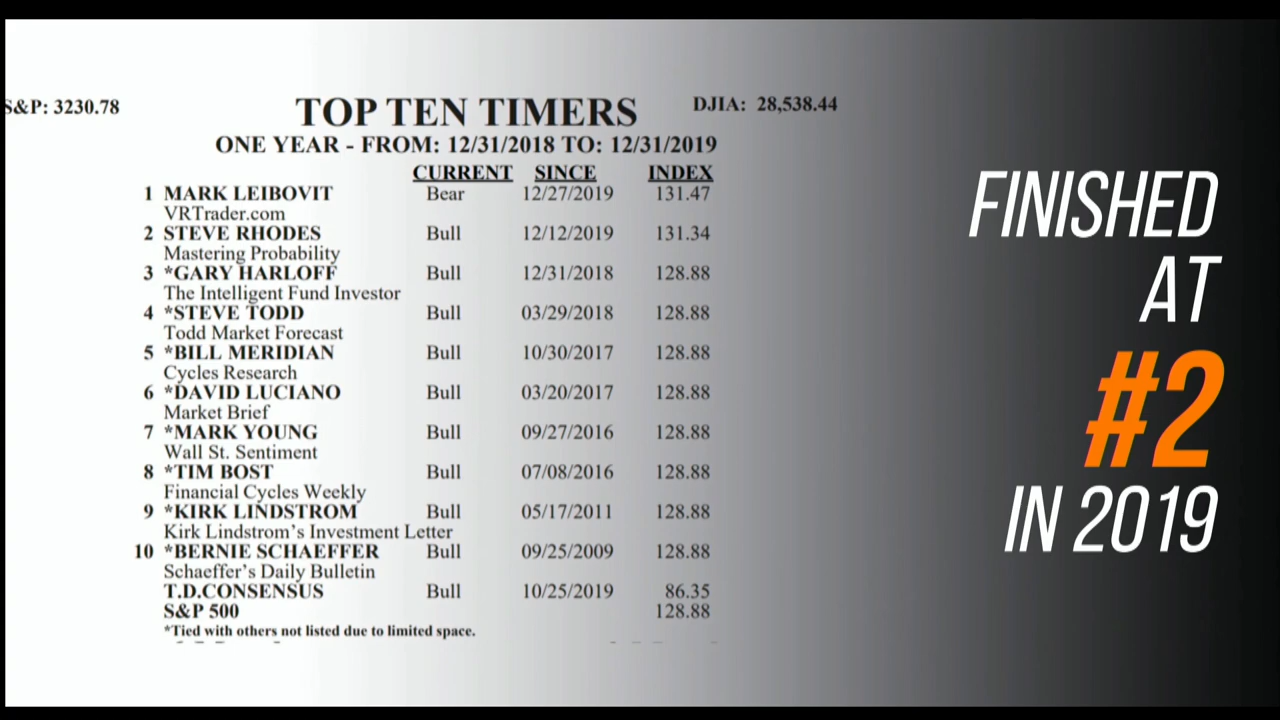 S&P: 3230.78
TOP TEN TIMERS
DJIA: 28,538.44
ONE YEAR - FROM: 12/31/2018 TO: 12/31/2019
CURRENT SINCE INDEX
1 MARK LEIBOVIT Bear 12/27/2019 131.47
VRTrader.com
2 STEVE RHODES Bull 12/12/2019 131.34
Mastering Probability
3 *GARY HARLOFF Bull 12/31/2018 128.88
The Intelligent Fund Investor
4 *STEVE TODD Bull 03/29/2018 128.88
Todd Market Forecast
5 *BILL MERIDIAN Bull 10/30/2017 128.88
Cycles Research
6 *DAVID LUCIANO Bull 03/20/2017 128.88
Market Brief
7 *MARK YOUNG Bull 09/27/2016 128.88
Wall St. Sentiment
8 *TIM BOST Bull 07/08/2016 128.88
Financial Cycles Weekly
9 *KIRK LINDSTROM Bull 05/17/2011 128.88
Kirk Lindstrom's Investment Letter
10 *BERNIE SCHAEFFER Bull 09/25/2009 128.88
Schaeffer's Daily Bulletin
T.D.CONSENSUS Bull 10/25/2019 86.35
S&P 500 128.88
*Tied with others not listed due to limited space.
FINISHED
AT
#2
IN 2019